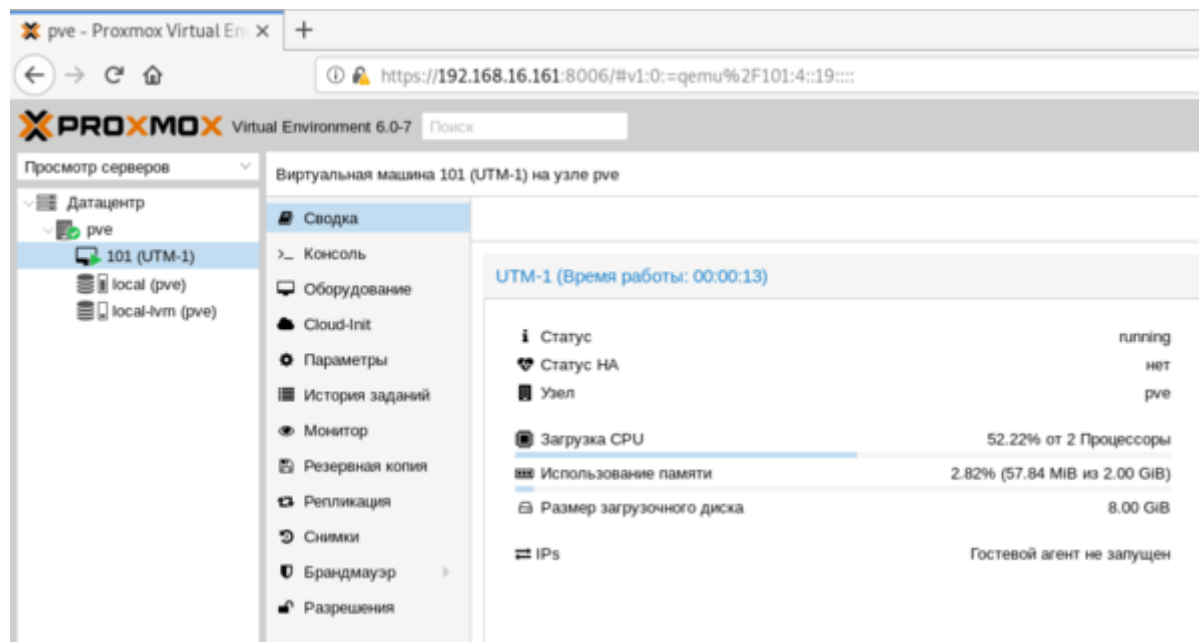 pve - Proxmox Virtual En
https://192.168.16.161:8006/#v1:0:=qemu%2F101:4::19::::
PROXMOX Virtual Environment 6.0-7 Поиск
Просмотр серверов
Датацентр
pve
101 (UTM-1)
local (pve)
local-lvm (pve)
Виртуальная машина 101 (UTM-1) на узле pve
Сводка
Консоль
Оборудование
Cloud-Init
Параметры
История заданий
Монитор
Резервная копия
Репликация
Снимки
Брандмауэр
Разрешения
UTM-1 (Время работы: 00:00:13)
Статус running
Статус HA нет
Узел pve
Загрузка CPU 52.22% от 2 Процессоры
Использование памяти 2.82% (57.84 MiB из 2.00 GiB)
Размер загрузочного диска 8.00 GiB
IPs Гостевой агент не запущен